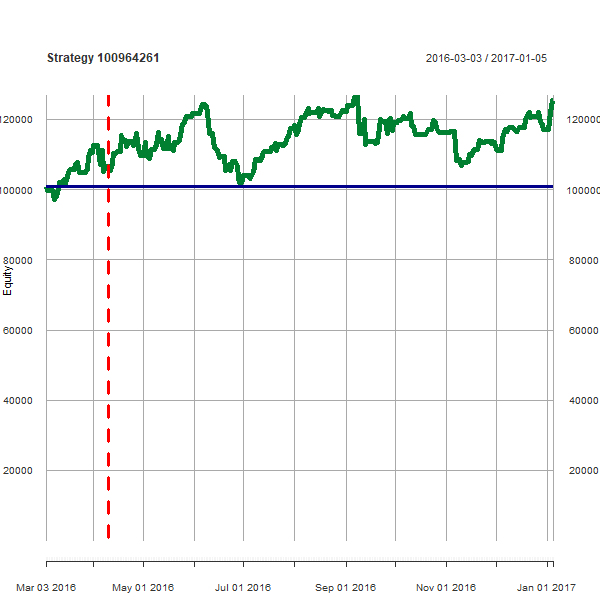 Strategy 100964261 2016-03-03 / 2017-01-05
120000 120000
100000 100000
80000 80000
Equity
60000 60000
40000 40000
20000 20000
Mar 03 2016 May 01 2016 Jul 01 2016 Sep 01 2016 Nov 01 2016 Jan 01 2017